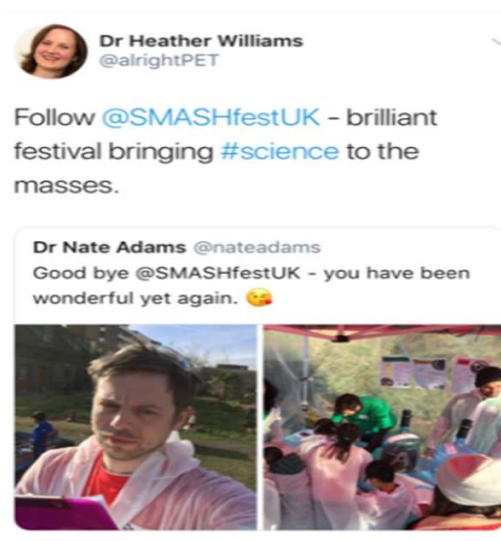 Dr Heather Williams
@alrightPET
Follow @SMASHfestUK – brilliant
festival bringing #science to the
masses.
Dr Nate Adams @nateadams
Good bye @SMASHfestUK - you have been
wonderful yet again. 😘